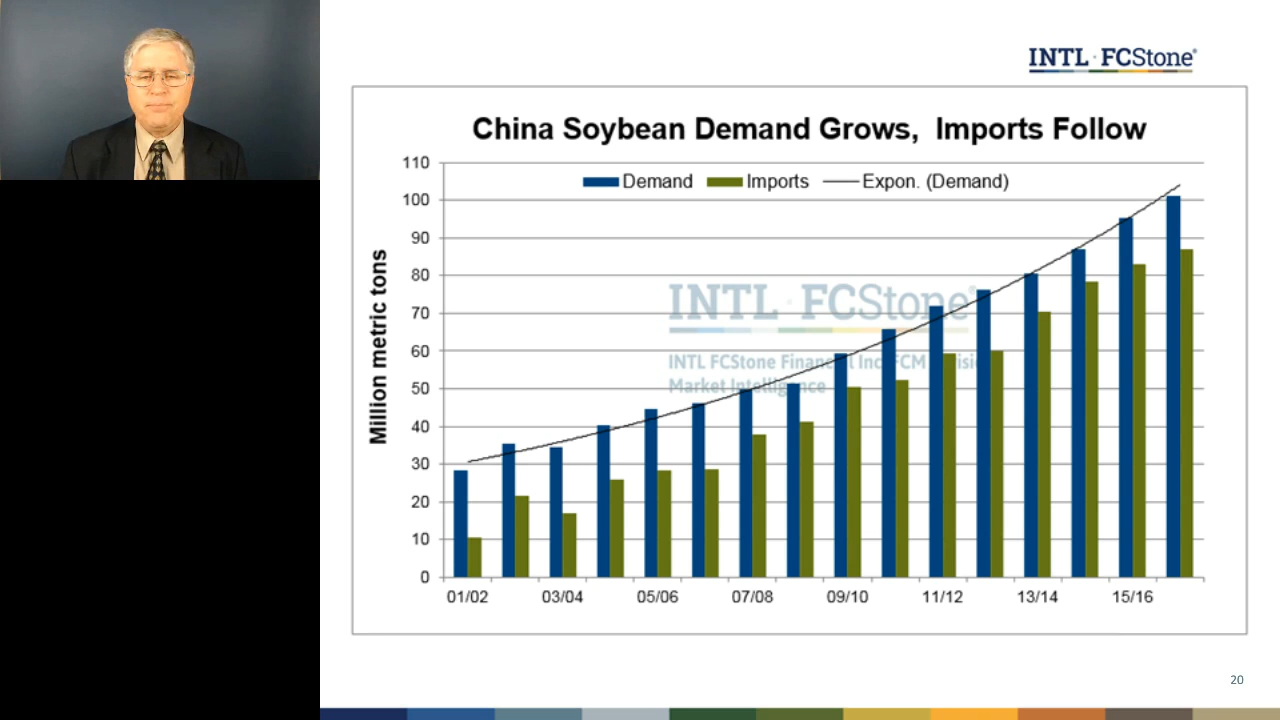 INTL FCStone®
China Soybean Demand Grows,  Imports Follow
Demand Imports Expon. (Demand)
Million metric tons
110
100
90
80
70
60
50
40
30
20
10
0
INTL FCStone®
INTL FCStone Financial Inc. FCM
Market Intelligence
01/02 03/04 05/06 07/08 09/10 11/12 13/14 15/16
20